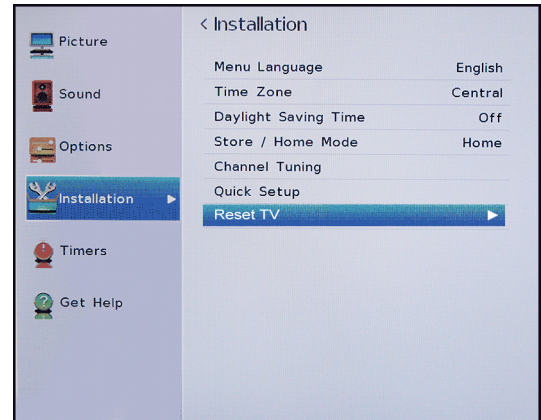 Picture
Sound
Options
Installation
Timers
Get Help
< Installation
Menu Language English
Time Zone Central
Daylight Saving Time Off
Store / Home Mode Home
Channel Tuning
Quick Setup
Reset TV